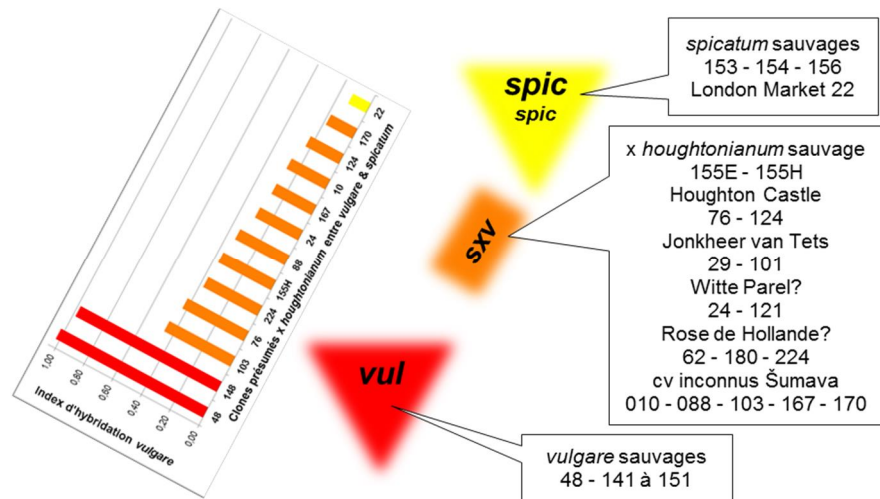 spicatum sauvages
153 - 154 - 156
London Market 22
spic
spic
x houghtonianum sauvage
155E - 155H
Houghton Castle
76 - 124
Jonkheer van Tets
29 - 101
Witte Parel?
24 - 121
Rose de Hollande?
62 - 180 - 224
cv inconnus Šumava
010 - 088 - 103 - 167 - 170
sxv
vul
vulgare sauvages
48 - 141 à 151
1,00
0,80
0,60
0,40
0,20
0,00
Index d'hybridation vulgare
48
148
103
76
224
155H
88
24
167
10
124
170
22
Clones présumés x houghtonianum entre vulgare & spicatum